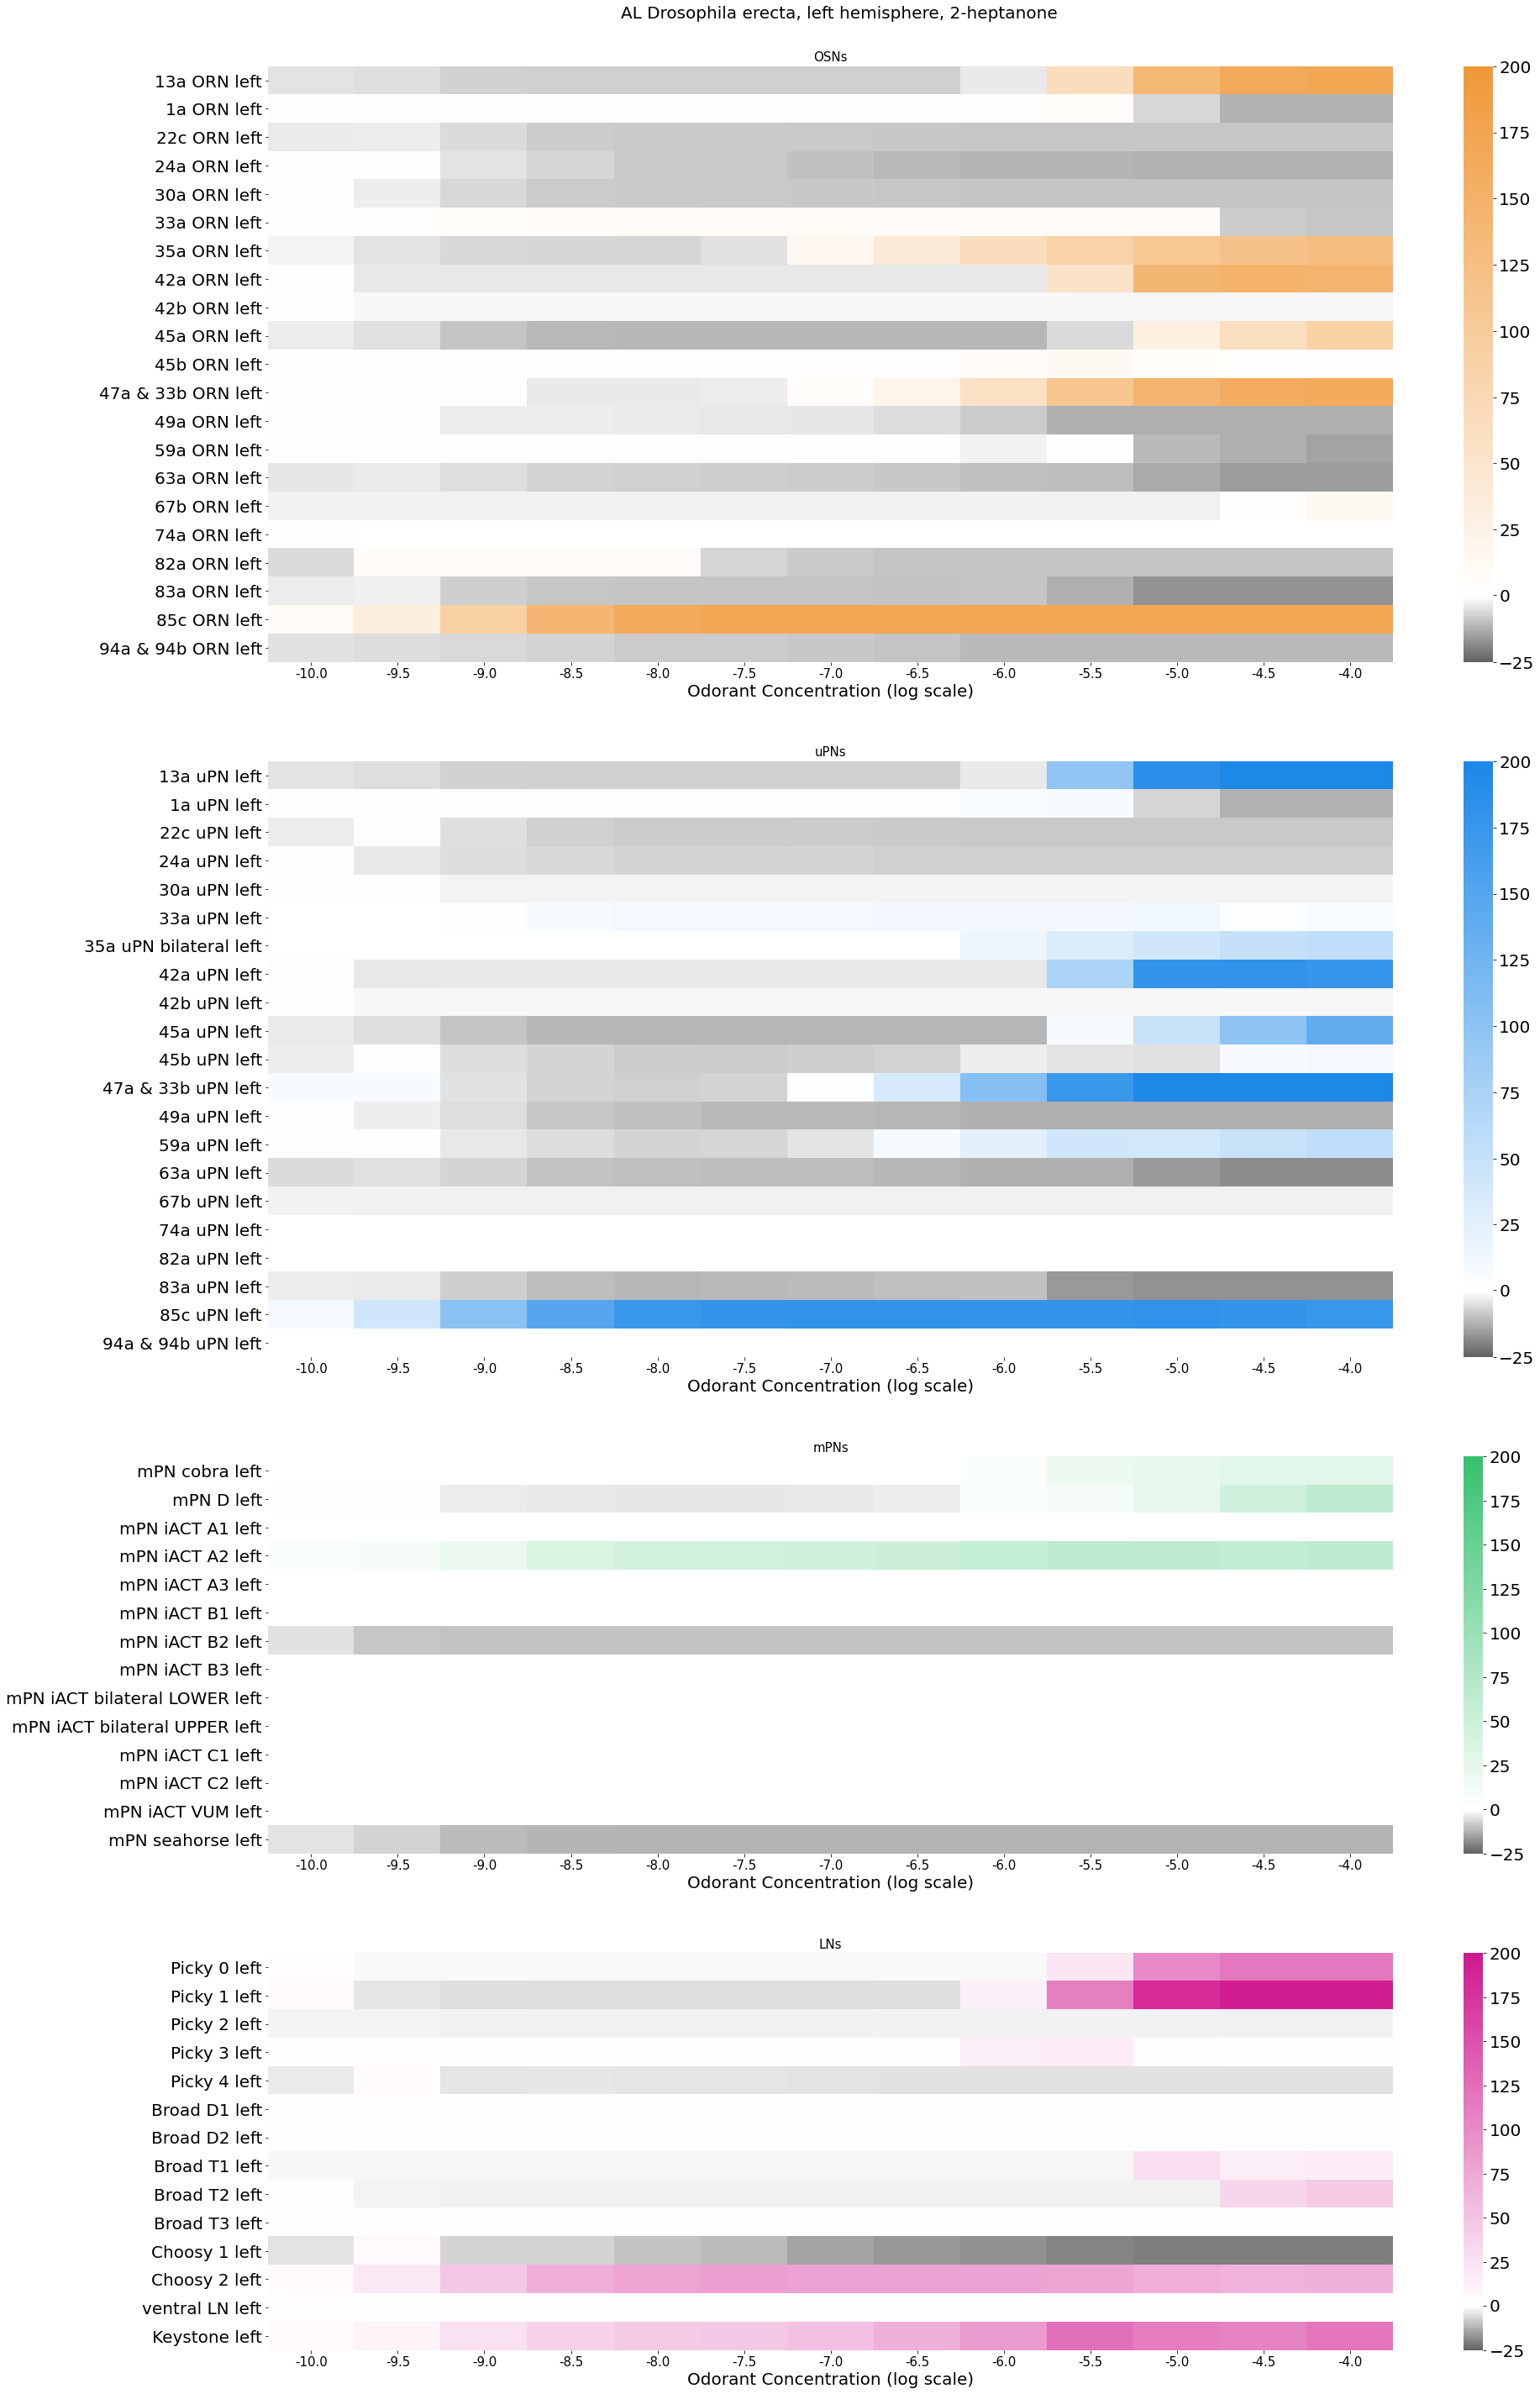 AL Drosophila erecta, left hemisphere, 2-heptanone
OSNs
13a ORN left
1a ORN left
22c ORN left
24a ORN left
30a ORN left
33a ORN left
35a ORN left
42a ORN left
42b ORN left
45a ORN left
45b ORN left
47a & 33b ORN left
49a ORN left
59a ORN left
63a ORN left
67b ORN left
74a ORN left
82a ORN left
83a ORN left
85c ORN left
94a & 94b ORN left
-10.0 -9.5 -9.0 -8.5 -8.0 -7.5 -7.0 -6.5 -6.0 -5.5 -5.0 -4.5 -4.0
Odorant Concentration (log scale)
200
175
150
125
100
75
50
25
0
−25
uPNs
13a uPN left
1a uPN left
22c uPN left
24a uPN left
30a uPN left
33a uPN left
35a uPN bilateral left
42a uPN left
42b uPN left
45a uPN left
45b uPN left
47a & 33b uPN left
49a uPN left
59a uPN left
63a uPN left
67b uPN left
74a uPN left
82a uPN left
83a uPN left
85c uPN left
94a & 94b uPN left
-10.0 -9.5 -9.0 -8.5 -8.0 -7.5 -7.0 -6.5 -6.0 -5.5 -5.0 -4.5 -4.0
Odorant Concentration (log scale)
200
175
150
125
100
75
50
25
0
−25
mPNs
mPN cobra left
mPN D left
mPN iACT A1 left
mPN iACT A2 left
mPN iACT A3 left
mPN iACT B1 left
mPN iACT B2 left
mPN iACT B3 left
mPN iACT bilateral LOWER left
mPN iACT bilateral UPPER left
mPN iACT C1 left
mPN iACT C2 left
mPN iACT VUM left
mPN seahorse left
-10.0 -9.5 -9.0 -8.5 -8.0 -7.5 -7.0 -6.5 -6.0 -5.5 -5.0 -4.5 -4.0
Odorant Concentration (log scale)
200
175
150
125
100
75
50
25
0
−25
LNs
Picky 0 left
Picky 1 left
Picky 2 left
Picky 3 left
Picky 4 left
Broad D1 left
Broad D2 left
Broad T1 left
Broad T2 left
Broad T3 left
Choosy 1 left
Choosy 2 left
ventral LN left
Keystone left
-10.0 -9.5 -9.0 -8.5 -8.0 -7.5 -7.0 -6.5 -6.0 -5.5 -5.0 -4.5 -4.0
Odorant Concentration (log scale)
200
175
150
125
100
75
50
25
0
−25